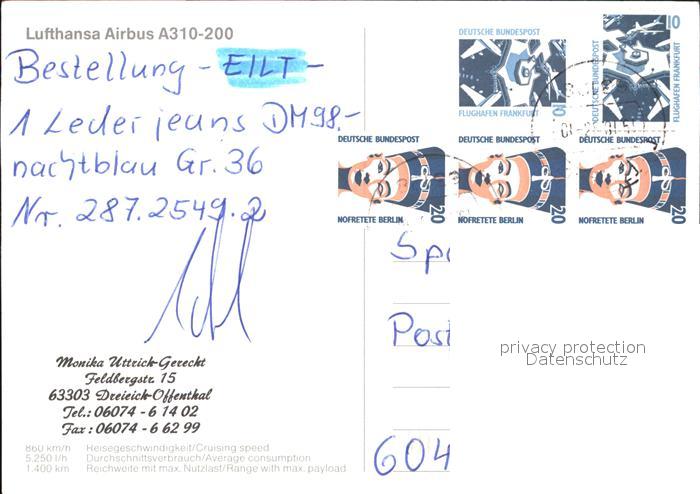 Lufthansa Airbus A310-200
Bestellung - EILT -
1 Lederjeans DM 98.-
nachtblau Gr. 36
Nr. 287.2549.2
Monika Uttrich-Gerecht
Feldbergstr. 15
63303 Dreieich-Offenthal
Tel.: 06074 - 6 14 02
Fax : 06074 - 6 62 99
860 km/h Reisegeschwindigkeit/Cruising speed
5.250 l/h Durchschnittsverbrauch/Average consumption
1.400 km Reichweite mit max. Nutzlast/Range with max. payload
DEUTSCHE BUNDESPOST
10
FLUGHAFEN FRANKFURT
DEUTSCHE BUNDESPOST
10
FLUGHAFEN FRANKFURT
DEUTSCHE BUNDESPOST
NOFRETETE BERLIN
20
DEUTSCHE BUNDESPOST
NOFRETETE BERLIN
20
DEUTSCHE BUNDESPOST
NOFRETETE BERLIN
20
Sp
Post
604
privacy protection
Datenschutz